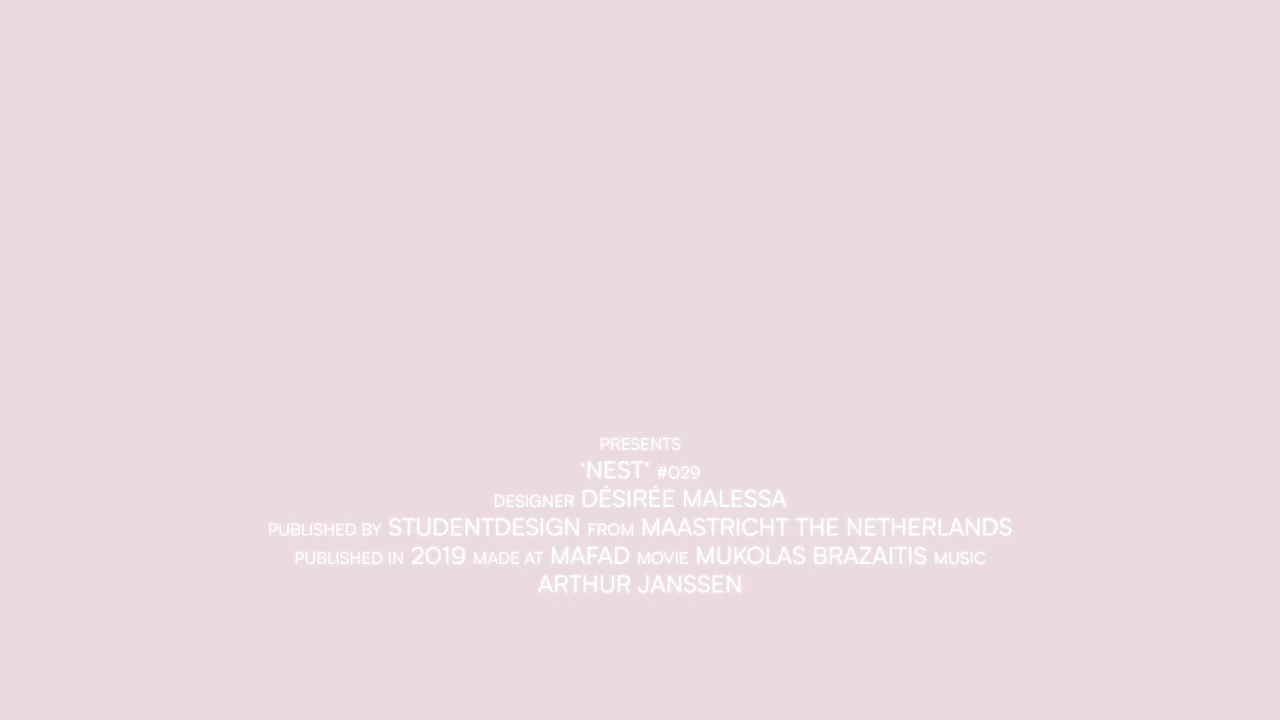 PRESENTS
'NEST' #029
DESIGNER DÉSIRÉE MALESSA
PUBLISHED BY STUDENTDESIGN FROM MAASTRICHT THE NETHERLANDS
PUBLISHED IN 2019 MADE AT MAFAD MOVIE MUKOLAS BRAZAITIS MUSIC
ARTHUR JANSSEN